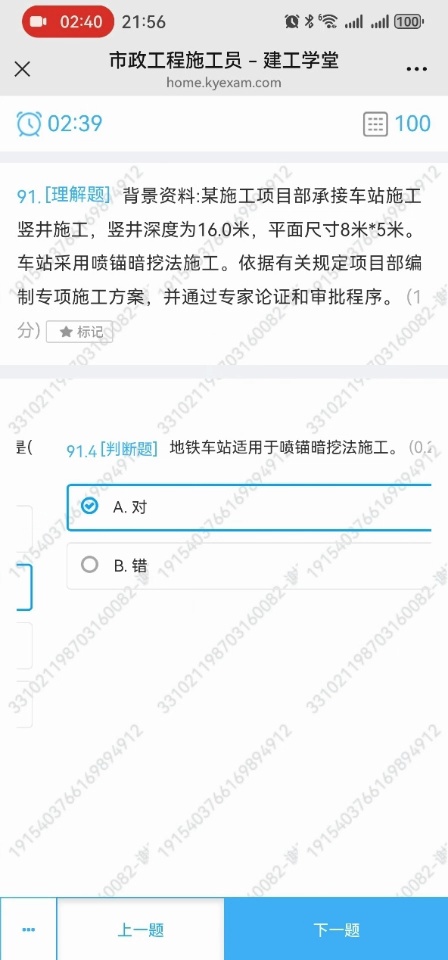 02:40 21:56 6 100
市政工程施工员 – 建工学堂
home.kyexam.com
02:39 100
91.[理解题] 背景资料:某施工项目部承接车站施工
竖井施工，竖井深度为16.0米，平面尺寸8米*5米。
车站采用喷锚暗挖法施工。依据有关规定项目部编
制专项施工方案，并通过专家论证和审批程序。(1
分) ★ 标记
是( 91.4 [判断题] 地铁车站适用于喷锚暗挖法施工。(0.2
A. 对
B. 错
1915403766169894912
331021198703160082
上一题 下一题